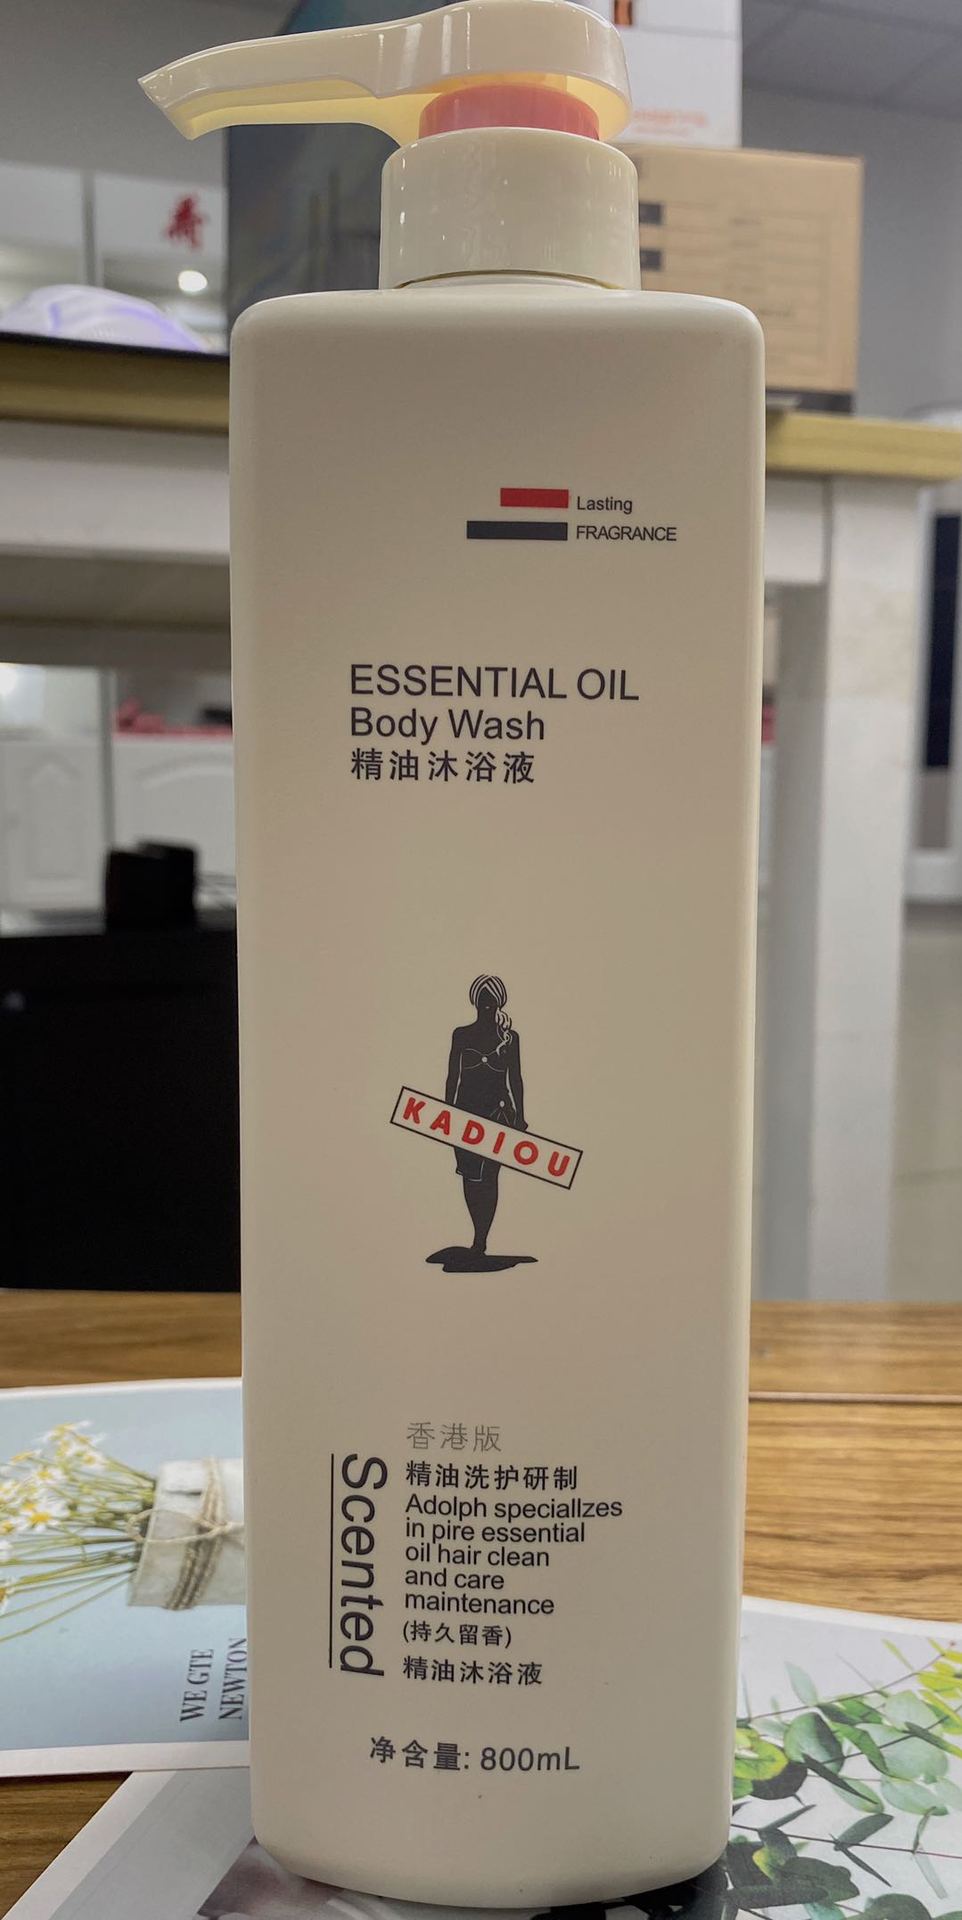 Lasting
FRAGRANCE
ESSENTIAL OIL
Body Wash
精油沐浴液
KADIOU
香港版
Scented
精油洗护研制
Adolph speciallzes
in pire essential
oil hair clean
and care
maintenance
(持久留香)
精油沐浴液
净含量: 800mL
WE GTE
NEWTON